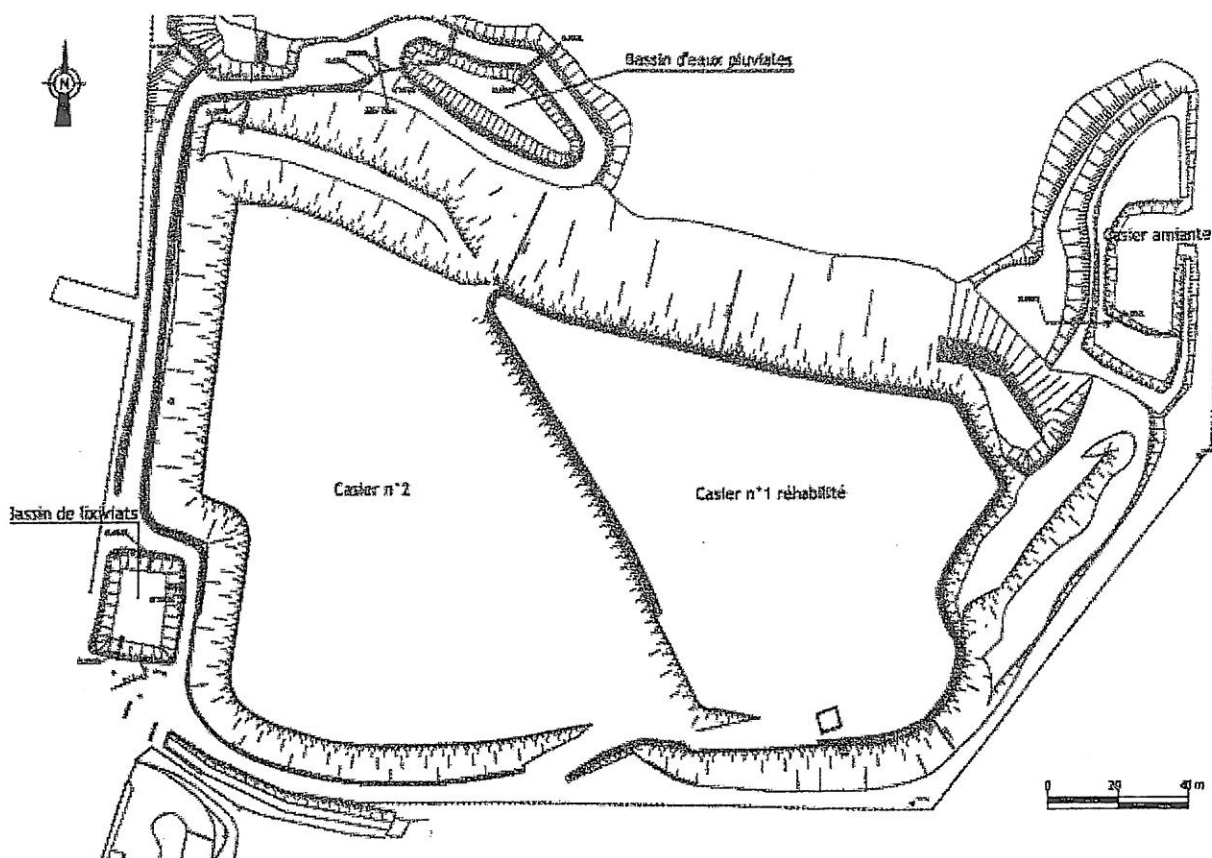 N
Bassin d'eaux pluviales
Casier amiante
Casier n°2
Casier n°1 réhabilité
Bassin de lixiviats
0 20 40 m